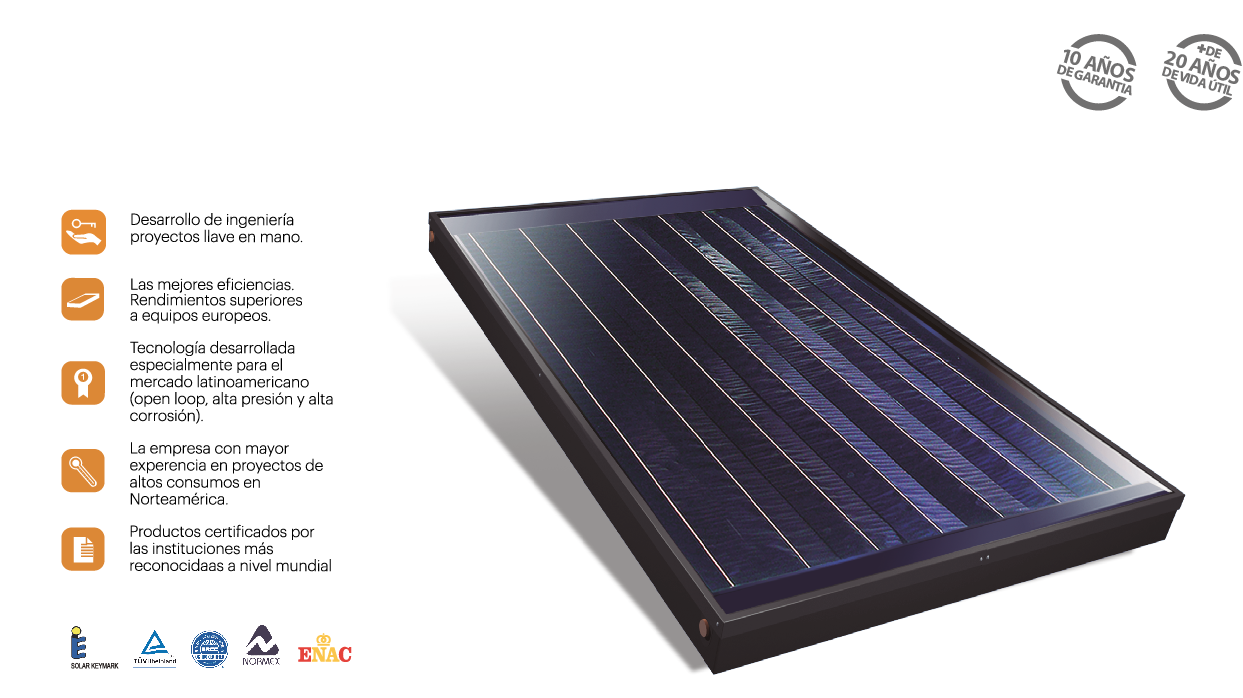 10 AÑOS
DE GARANTIA
+DE
20 AÑOS
DE VIDA ÚTIL
Desarrollo de ingeniería
proyectos llave en mano.
Las mejores eficiencias.
Rendimientos superiores
a equipos europeos.
1
Tecnología desarrollada
especialmente para el
mercado latinoamericano
(open loop, alta presión y alta
corrosión).
La empresa con mayor
experencia en proyectos de
altos consumos en
Norteamérica.
Productos certificados por
las instituciones más
reconocidaas a nivel mundial
SOLAR KEYMARK
TÜVRheinland
SRCC
NORMEX
ENAC